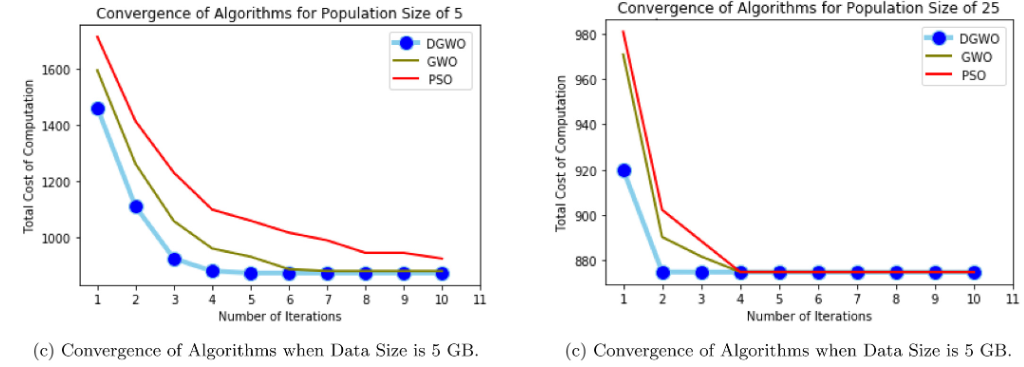 Convergence of Algorithms for Population Size of 5
Total Cost of Computation
1600
1400
1200
1000
DGWO
GWO
PSO
1 2 3 4 5 6 7 8 9 10 11
Number of Iterations
(c) Convergence of Algorithms when Data Size is 5 GB.
Convergence of Algorithms for Population Size of 25
Total Cost of Computation
980
960
940
920
900
880
DGWO
GWO
PSO
1 2 3 4 5 6 7 8 9 10 11
Number of Iterations
(c) Convergence of Algorithms when Data Size is 5 GB.